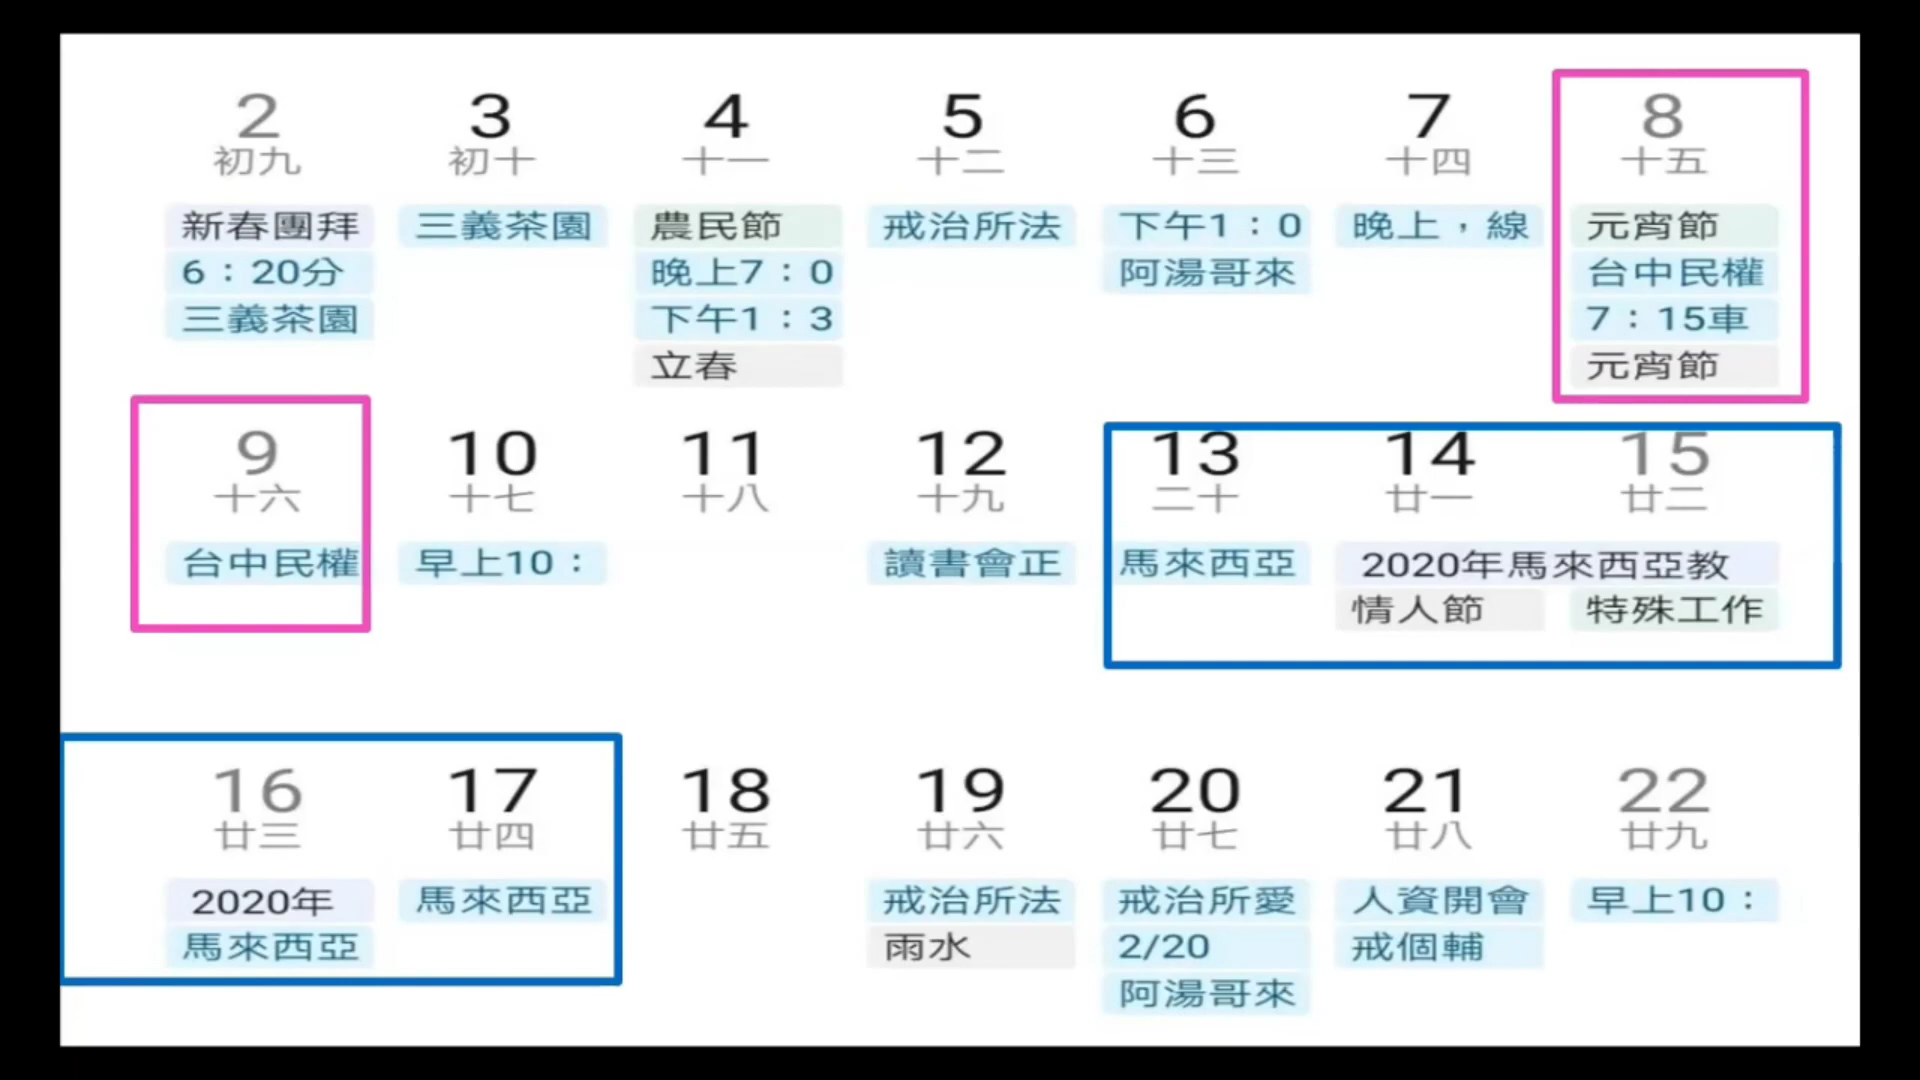 2 3 4 5 6 7 8
初九 初十 十一 十二 十三 十四 十五
新春團拜 三義茶園 農民節 戒治所法 下午1：0 晚上，線 元宵節
6：20分 晚上7：0 阿湯哥來 台中民權
三義茶園 下午1：3 7：15車
立春 元宵節
9 10 11 12 13 14 15
十六 十七 十八 十九 二十 廿一 廿二
台中民權 早上10： 讀書會正 馬來西亞 2020年馬來西亞教
情人節 特殊工作
16 17 18 19 20 21 22
廿三 廿四 廿五 廿六 廿七 廿八 廿九
2020年 馬來西亞 戒治所法 戒治所愛 人資開會 早上10：
馬來西亞 雨水 2/20 戒個輔
阿湯哥來